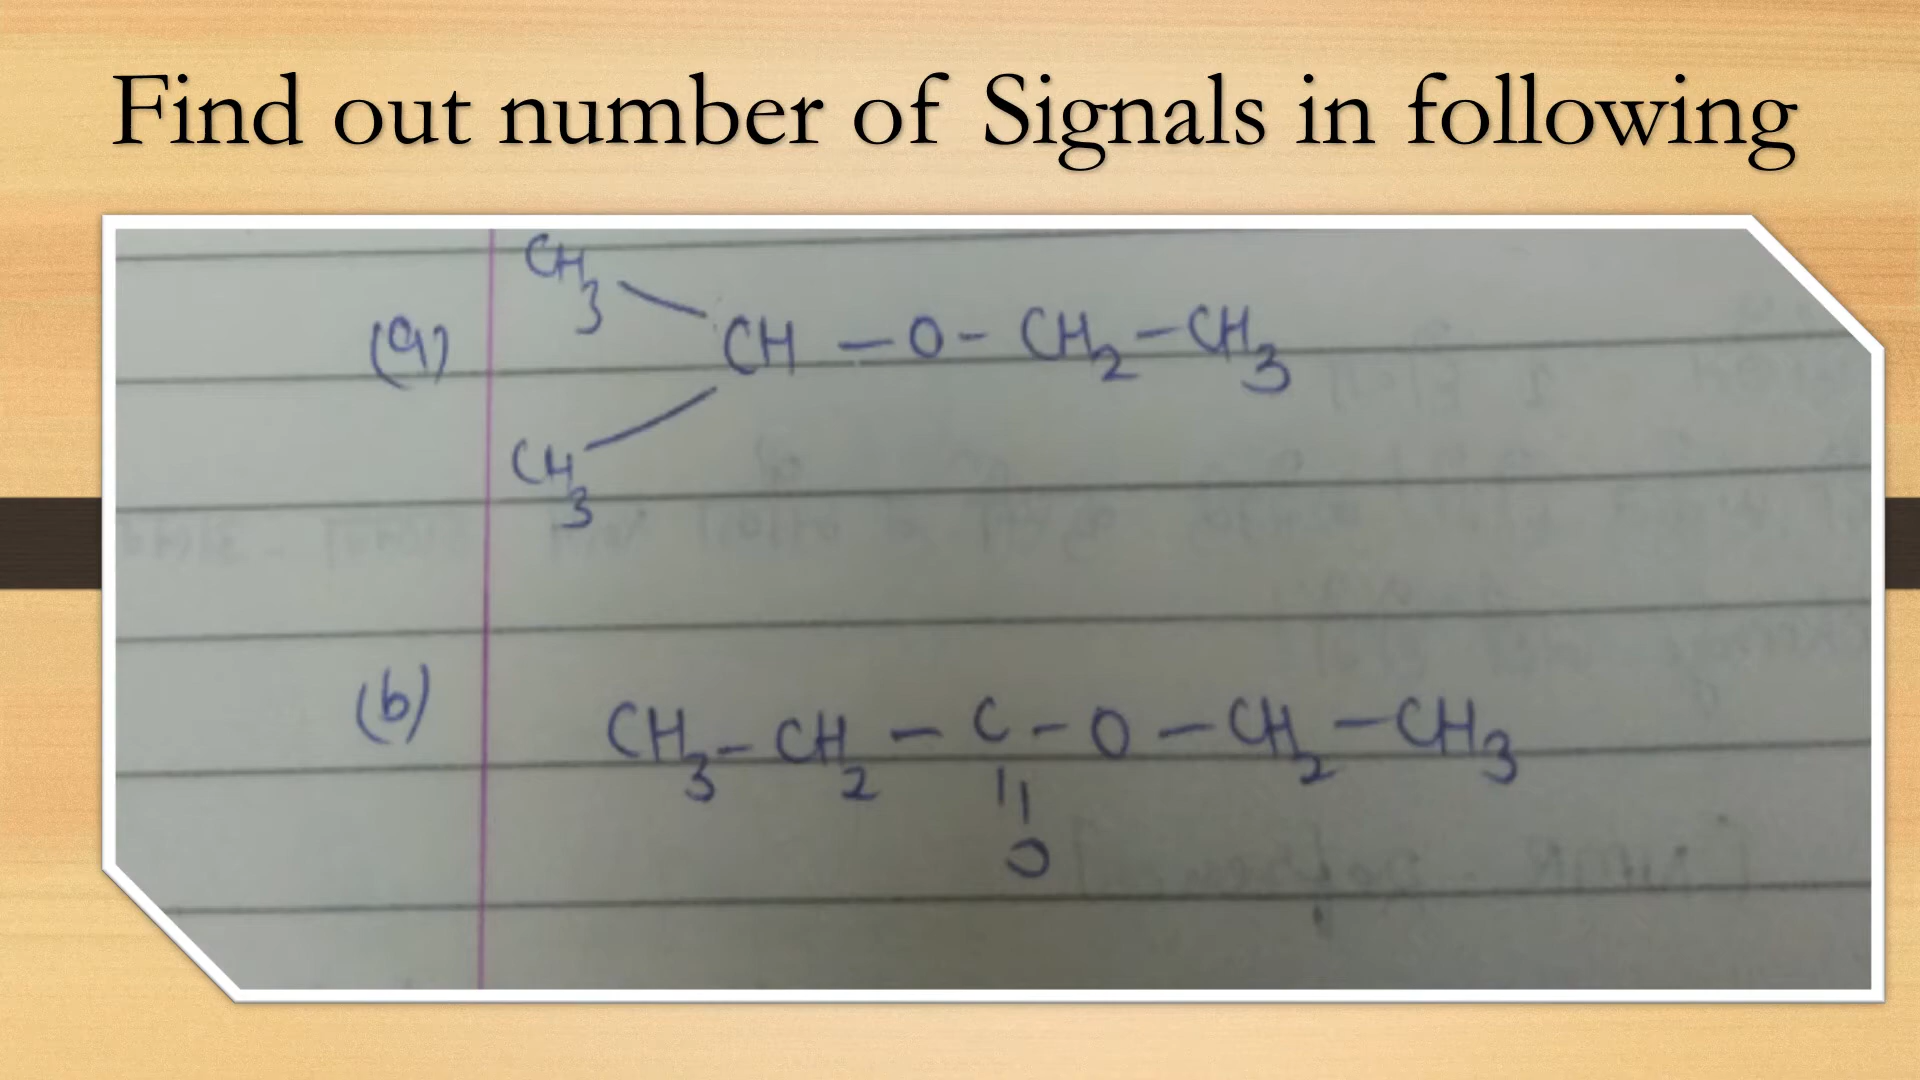 Find out number of Signals in following
CH3
(a) CH — O - CH2 — CH3
CH3
(b) CH3 - CH2 — C - O — CH2 — CH3
||
O